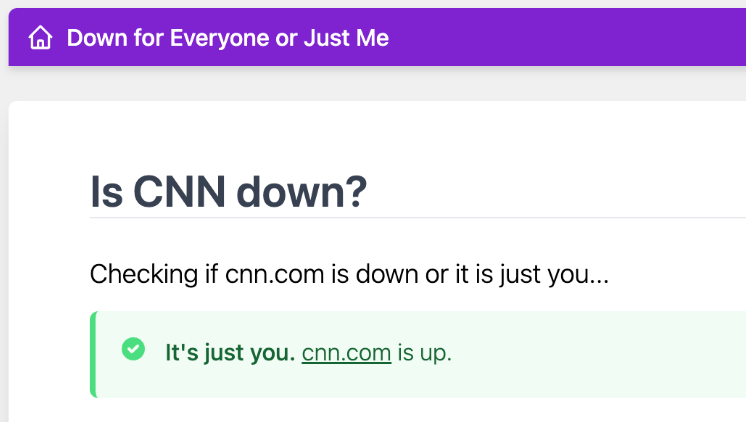 Down for Everyone or Just Me
Is CNN down?
Checking if cnn.com is down or it is just you...
It's just you. cnn.com is up.